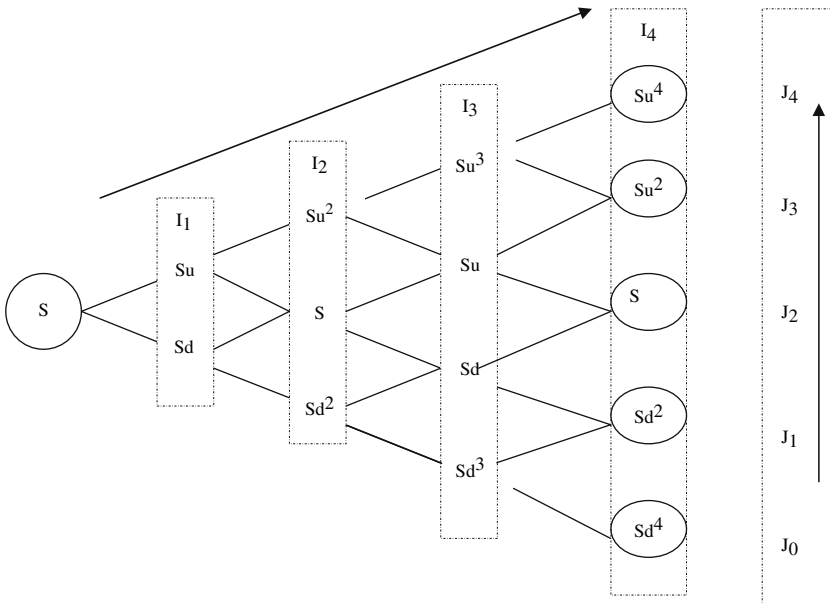 S
I1
Su
Sd
I2
Su²
S
Sd²
I3
Su³
Su
Sd
Sd³
I4
Su⁴
Su²
S
Sd²
Sd⁴
J4
J3
J2
J1
J0